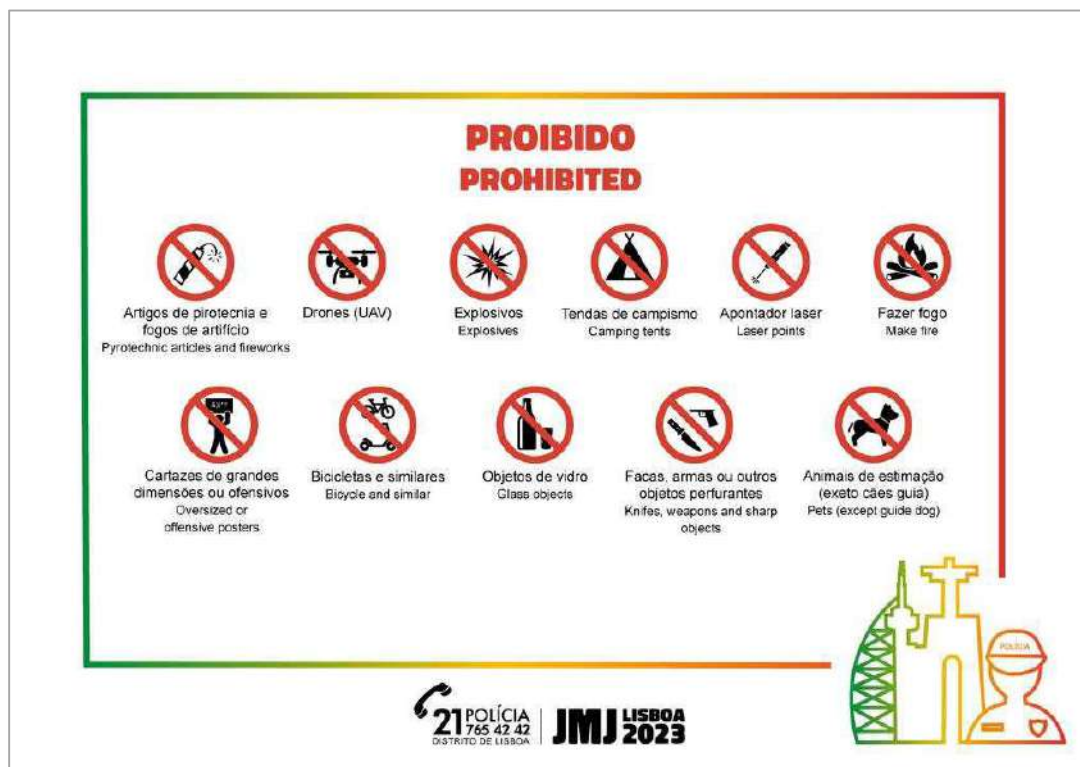 PROIBIDO
PROHIBITED
Artigos de pirotecnia e
fogos de artifício
Pyrotechnic articles and fireworks
Drones (UAV)
Explosivos
Explosives
Tendas de campismo
Camping tents
Apontador laser
Laser points
Fazer fogo
Make fire
Cartazes de grandes
dimensões ou ofensivos
Oversized or
offensive posters
Bicicletas e similares
Bicycle and similar
Objetos de vidro
Glass objects
Facas, armas ou outros
objetos perfurantes
Knifes, weapons and sharp
objects
Animais de estimação
(exeto cães guia)
Pets (except guide dog)
POLÍCIA
21 POLÍCIA
765 42 42
DISTRITO DE LISBOA
JMJ LISBOA
2023